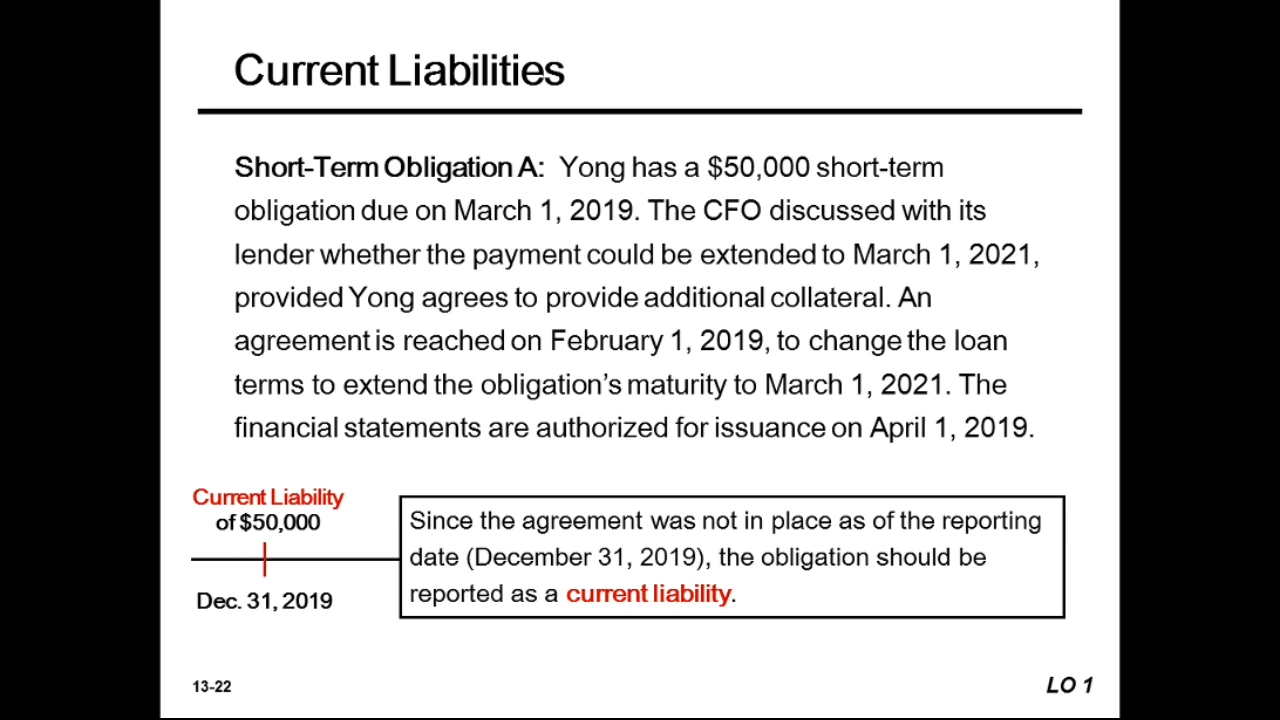 Current Liabilities
Short-Term Obligation A: Yong has a $50,000 short-term
obligation due on March 1, 2019. The CFO discussed with its
lender whether the payment could be extended to March 1, 2021,
provided Yong agrees to provide additional collateral. An
agreement is reached on February 1, 2019, to change the loan
terms to extend the obligation’s maturity to March 1, 2021. The
financial statements are authorized for issuance on April 1, 2019.
Current Liability
of $50,000
Dec. 31, 2019
Since the agreement was not in place as of the reporting
date (December 31, 2019), the obligation should be
reported as a current liability.
13-22
LO 1